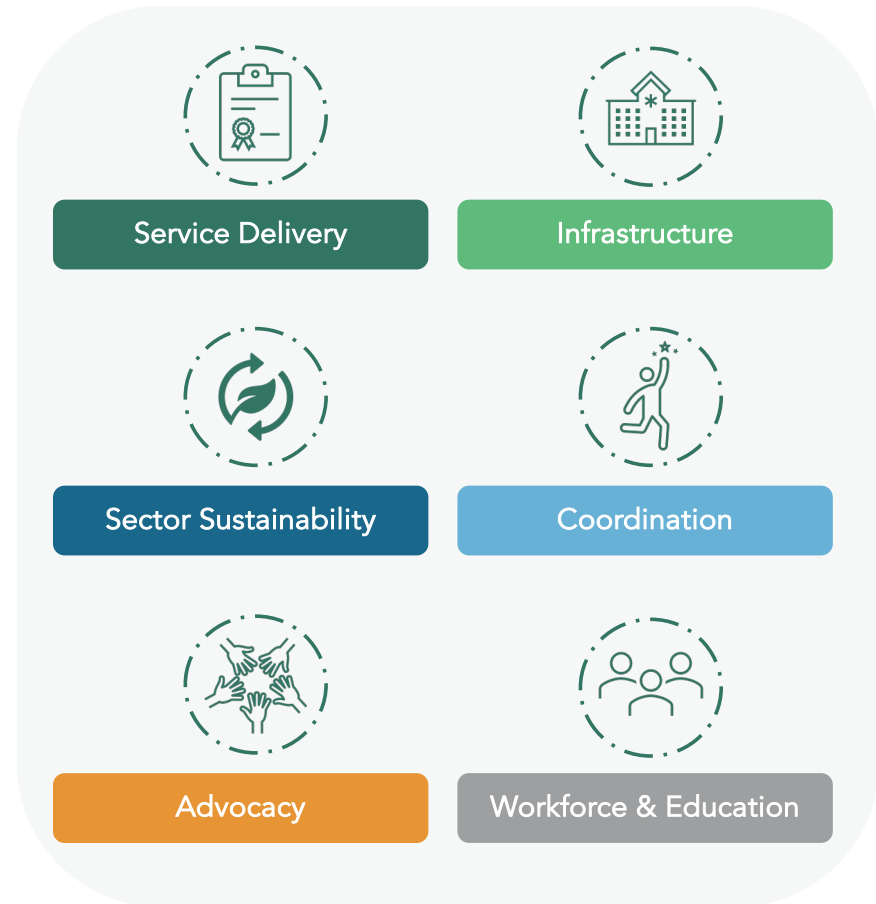 Service Delivery
Infrastructure
Sector Sustainability
Coordination
Advocacy
Workforce & Education